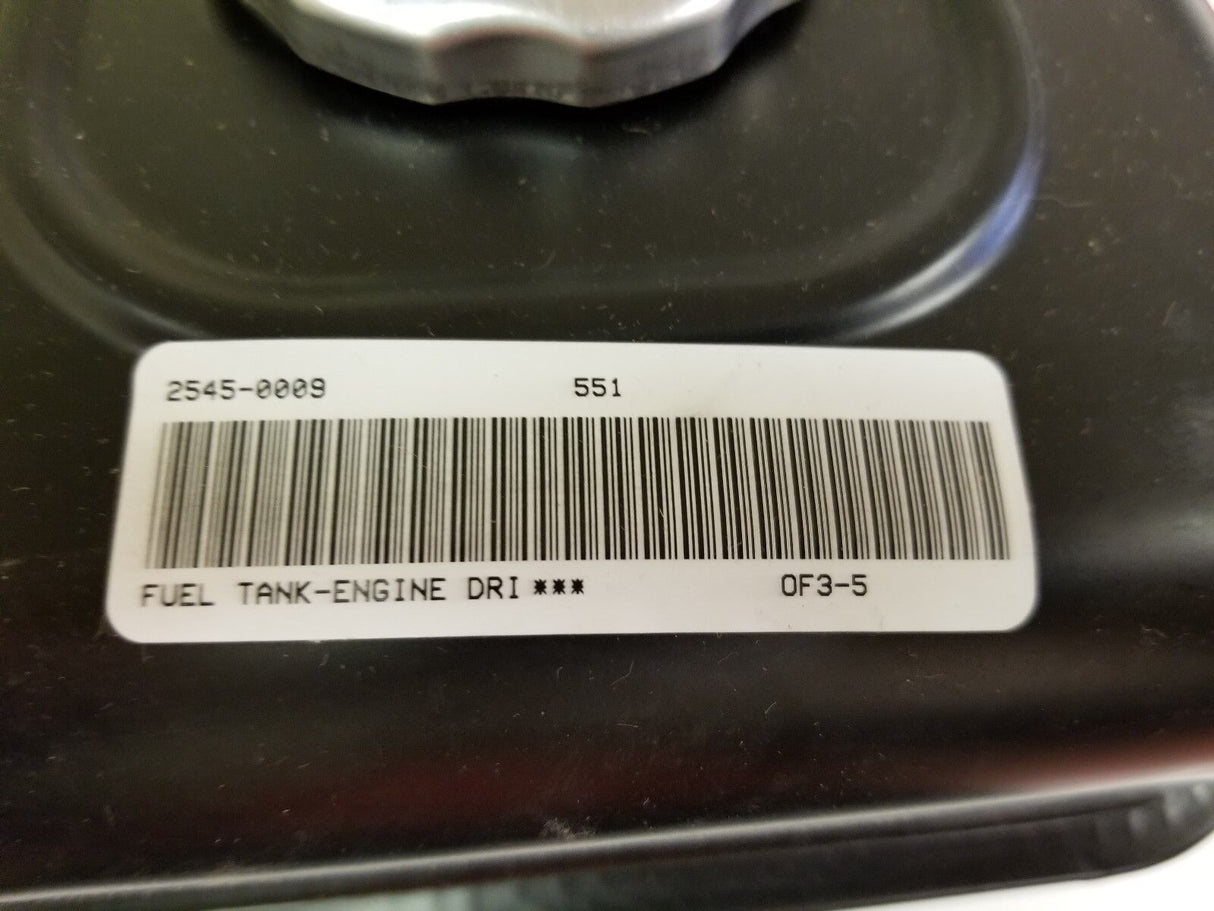 2545-0009 551
FUEL TANK-ENGINE DRI*** OF3-5